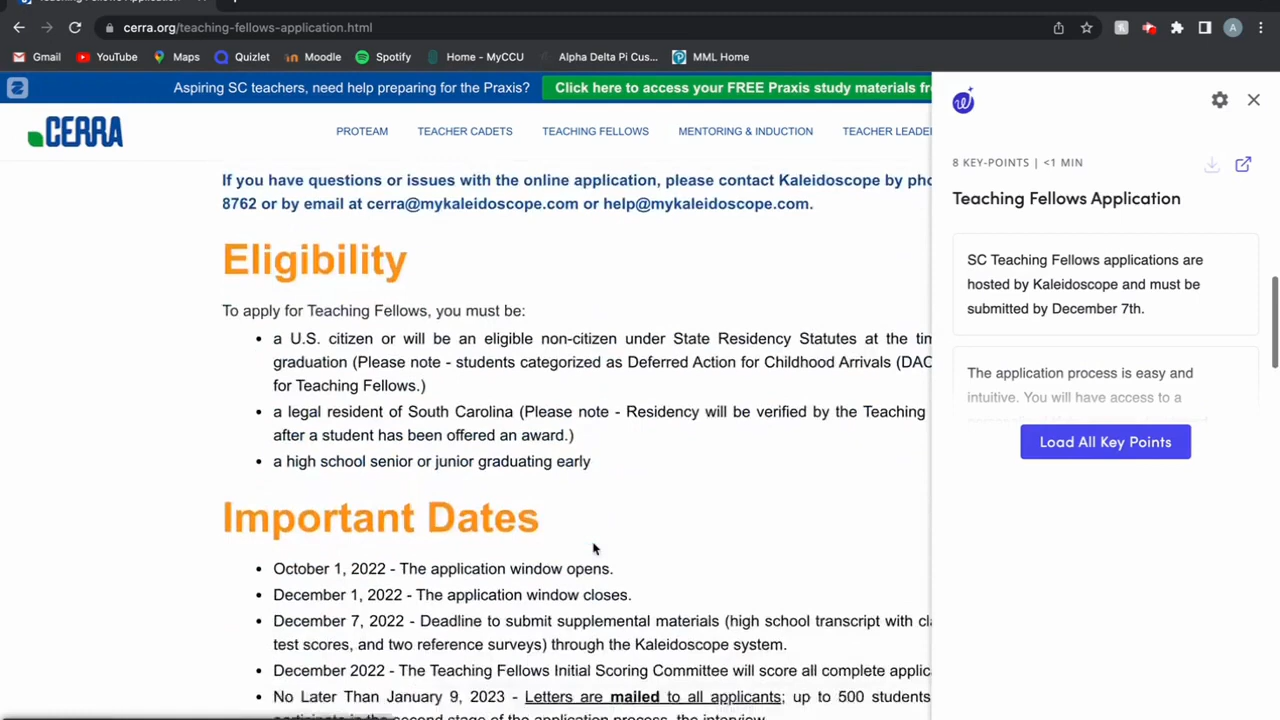 cerra.org/teaching-fellows-application.html
A
Gmail YouTube Maps Quizlet Moodle Spotify Home - MyCCU Alpha Delta Pi Cus... MML Home
Aspiring SC teachers, need help preparing for the Praxis? Click here to access your FREE Praxis study materials
CERRA
PROTEAM TEACHER CADETS TEACHING FELLOWS MENTORING & INDUCTION TEACHER
If you have questions or issues with the online application, please contact Kaleidoscope by
8762 or by email at cerra@mykaleidoscope.com or help@mykaleidoscope.com.
Eligibility
To apply for Teaching Fellows, you must be:
• a U.S. citizen or will be an eligible non-citizen under State Residency Statutes at the
graduation (Please note - students categorized as Deferred Action for Childhood Arrivals
for Teaching Fellows.)
• a legal resident of South Carolina (Please note - Residency will be verified by the Teaching
after a student has been offered an award.)
• a high school senior or junior graduating early
Important Dates
• October 1, 2022 - The application window opens.
• December 1, 2022 - The application window closes.
• December 7, 2022 - Deadline to submit supplemental materials (high school transcript with
test scores, and two reference surveys) through the Kaleidoscope system.
• December 2022 - The Teaching Fellows Initial Scoring Committee will score all complete
• No Later Than January 9, 2023 - Letters are mailed to all applicants; up to 500 students
participate in the second stage of the application process, the interview.
8 KEY-POINTS | <1 MIN
Teaching Fellows Application
SC Teaching Fellows applications are
hosted by Kaleidoscope and must be
submitted by December 7th.
The application process is easy and
intuitive. You will have access to a
Load All Key Points